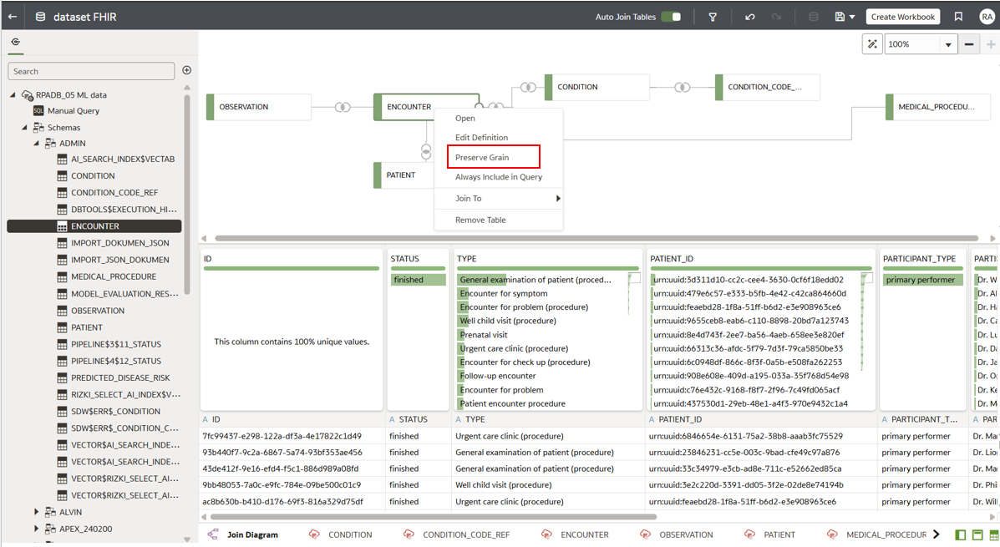 dataset FHIR
Auto Join Tables
Create Workbook
RA
Search
RPADB_05 ML data
SQL Manual Query
Schemas
ADMIN
AI_SEARCH_INDEX$VECTAB
CONDITION
CONDITION_CODE_REF
DBTOOLS$EXECUTION_HI...
ENCOUNTER
IMPORT_DOKUMEN_JSON
IMPORT_JSON_DOKUMEN
MEDICAL_PROCEDURE
MODEL_EVALUATION_RES...
OBSERVATION
PATIENT
PIPELINE$3$11_STATUS
PIPELINE$4$12_STATUS
PREDICTED_DISEASE_RISK
RIZKI_SELECT_AI_INDEX$V...
SDW$ERR$_CONDITION
SDW$ERR$_CONDITION_C...
VECTOR$AI_SEARCH_INDE...
VECTOR$AI_SEARCH_INDE...
VECTOR$RIZKI_SELECT_AI...
VECTOR$RIZKI_SELECT_AI...
ALVIN
APEX_240200
100%
OBSERVATION
ENCOUNTER
CONDITION
CONDITION_CODE_...
MEDICAL_PROCEDU...
PATIENT
Open
Edit Definition
Preserve Grain
Always Include in Query
Join To
Remove Table
ID
This column contains 100% unique values.
STATUS
finished
TYPE
General examination of patient (proced...
Encounter for symptom
Encounter for problem (procedure)
Well child visit (procedure)
Prenatal visit
Urgent care clinic (procedure)
Encounter for check up (procedure)
Follow-up encounter
Encounter for problem
Patient encounter procedure
PATIENT_ID
urn:uuid:3d311d10-cc2c-cee4-3630-0cf6f18edd02
urn:uuid:479e6c57-e333-b5fb-4e42-c42ca864660d
urn:uuid:feaebd28-1f8a-51ff-b6d2-e3e908963ce6
urn:uuid:9655ceb8-eab6-c110-8898-20bd7a123743
urn:uuid:8e4d743f-2ee7-ba56-4aeb-658ee3e820ef
urn:uuid:66313c36-afdc-5f79-7d3f-79ca5850be33
urn:uuid:6c0948df-866c-8f3f-0a5b-e508fa262253
urn:uuid:908e608e-409d-a195-033a-35f768d54e98
urn:uuid:c76e432c-9168-f8f7-2f96-7c49fd065acf
urn:uuid:437530d1-29eb-48e1-a4f3-970e9432c1a4
PARTICIPANT_TYPE
primary performer
PARTI
Dr. W
Dr. Al
Dr. Ha
Dr. Ca
Dr. Lu
Dr. Da
Dr. Ja
Dr. Or
Dr. Ke
Dr. M
A ID A STATUS A TYPE A PATIENT_ID A PARTICIPANT_T... A PAR
7fc99437-e298-122a-df3a-4e17822c1d49 finished Urgent care clinic (procedure) urn:uuid:6846654e-6131-75a2-38b8-aaab3fc75529 primary performer Dr. Ma
93b440f7-9c2a-6867-5a74-93bf353ae456 finished General examination of patient (procedure) urn:uuid:23846231-cc5e-003c-9bad-cfe49c97a876 primary performer Dr. Lio
43de412f-9e16-efd4-f5c1-886d989a08fd finished General examination of patient (procedure) urn:uuid:33c34979-e3cb-ad8e-711c-e52662ed85ca primary performer Dr. Ma
9bb48053-7a0c-e9fc-784e-09be500c01c9 finished Well child visit (procedure) urn:uuid:3e2c220d-3391-dd05-3f2e-02de8e74194b primary performer Dr. Phi
ac8b630b-b410-d176-69f3-816a329d75df finished Urgent care clinic (procedure) urn:uuid:feaebd28-1f8a-51ff-b6d2-e3e908963ce6 primary performer Dr. Wil
Join Diagram CONDITION CONDITION_CODE_REF ENCOUNTER OBSERVATION PATIENT MEDICAL_PROCEDUR